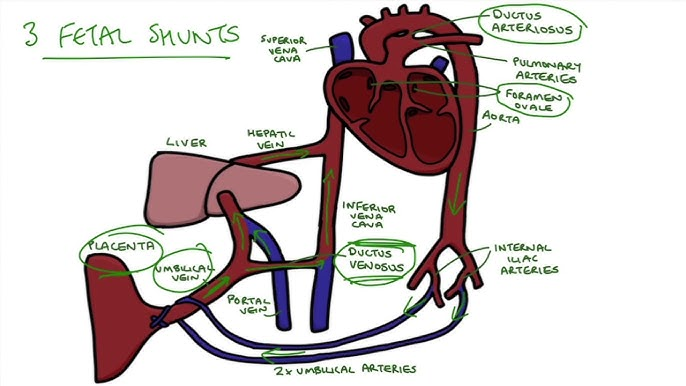 3 FETAL SHUNTS
DUCTUS
ARTERIOSUS
SUPERIOR
VENA
CAVA
PULMONARY
ARTERIES
FORAMEN
OVALE
AORTA
HEPATIC
VEIN
LIVER
INFERIOR
VENA
CAVA
PLACENTA
UMBILICAL
VEIN
DUCTUS
VENOSUS
INTERNAL
ILIAC
ARTERIES
PORTAL
VEIN
2x UMBILICAL ARTERIES